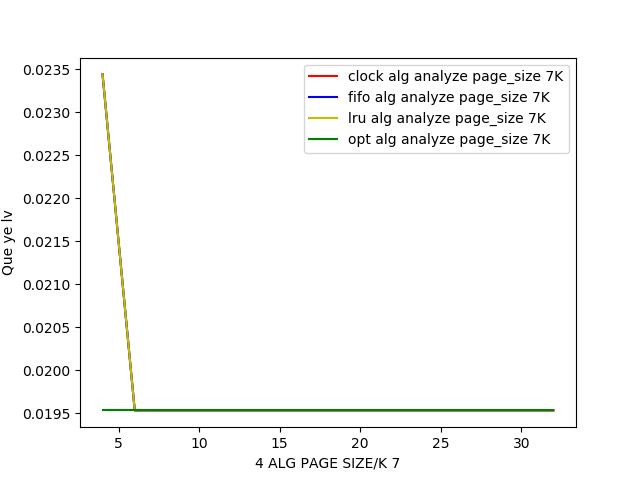 clock alg analyze page_size 7K
fifo alg analyze page_size 7K
lru alg analyze page_size 7K
opt alg analyze page_size 7K
0.0235
0.0230
0.0225
0.0220
0.0215
0.0210
0.0205
0.0200
0.0195
Que ye lv
5 10 15 20 25 30
4 ALG PAGE SIZE/K 7